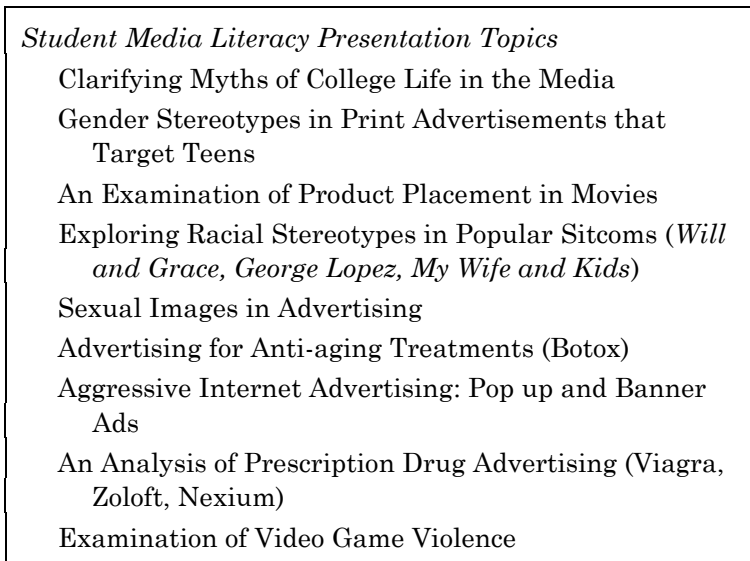 Student Media Literacy Presentation Topics
Clarifying Myths of College Life in the Media
Gender Stereotypes in Print Advertisements that
Target Teens
An Examination of Product Placement in Movies
Exploring Racial Stereotypes in Popular Sitcoms (Will
and Grace, George Lopez, My Wife and Kids)
Sexual Images in Advertising
Advertising for Anti-aging Treatments (Botox)
Aggressive Internet Advertising: Pop up and Banner
Ads
An Analysis of Prescription Drug Advertising (Viagra,
Zoloft, Nexium)
Examination of Video Game Violence